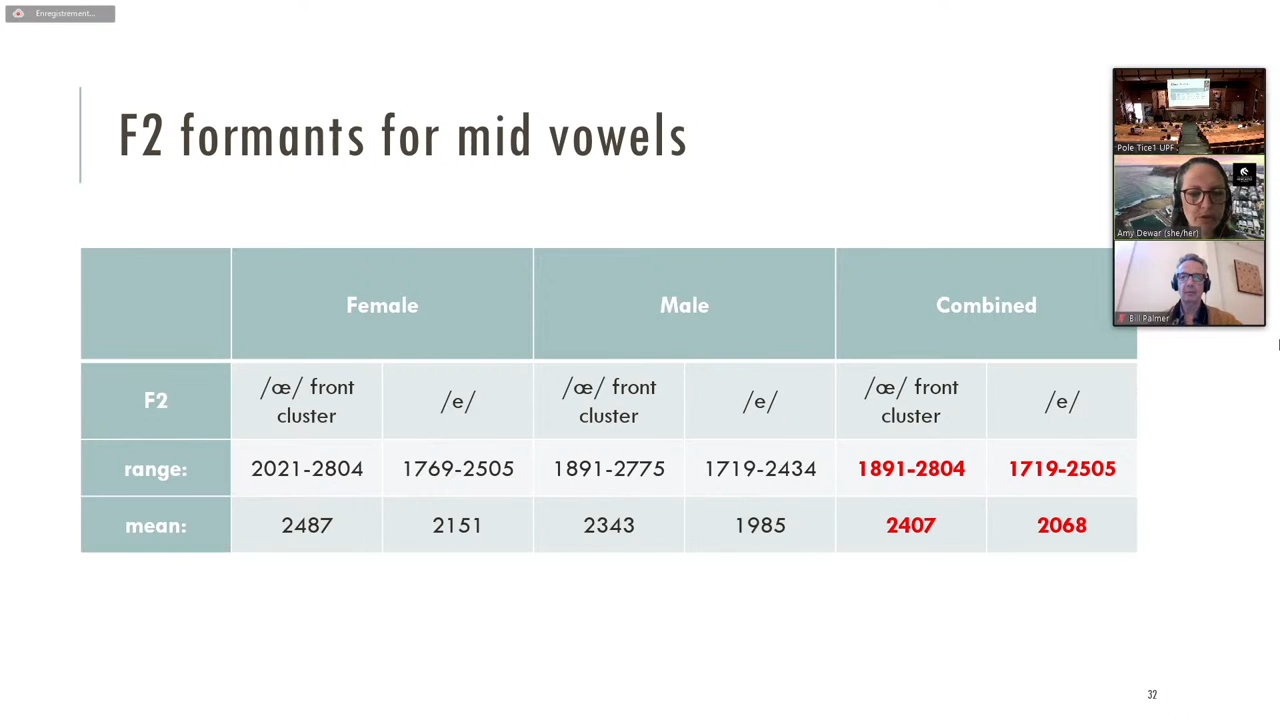 Enregistrement...
F2 formants for mid vowels
Pole Tice1 UPF
Amy Dewar (she/her)
Bill Palmer
Female Male Combined
F2 /œ/ front cluster /e/ /œ/ front cluster /e/ /œ/ front cluster /e/
range: 2021-2804 1769-2505 1891-2775 1719-2434 1891-2804 1719-2505
mean: 2487 2151 2343 1985 2407 2068
32